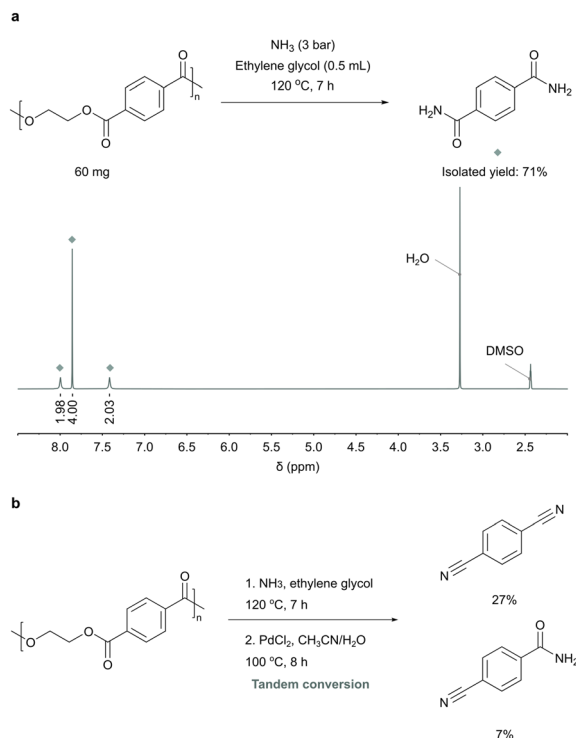 a
NH₃ (3 bar)
Ethylene glycol (0.5 mL)
120 °C, 7 h
O
O
O
O
n
60 mg
O
NH₂
H₂N
O
Isolated yield: 71%
H₂O
DMSO
1.98
4.00
2.03
8.0 7.5 7.0 6.5 6.0 5.5 5.0 4.5 4.0 3.5 3.0 2.5
δ (ppm)
b
O
O
O
O
n
1. NH₃, ethylene glycol
120 °C, 7 h
2. PdCl₂, CH₃CN/H₂O
100 °C, 8 h
Tandem conversion
N
N
27%
O
NH₂
N
7%